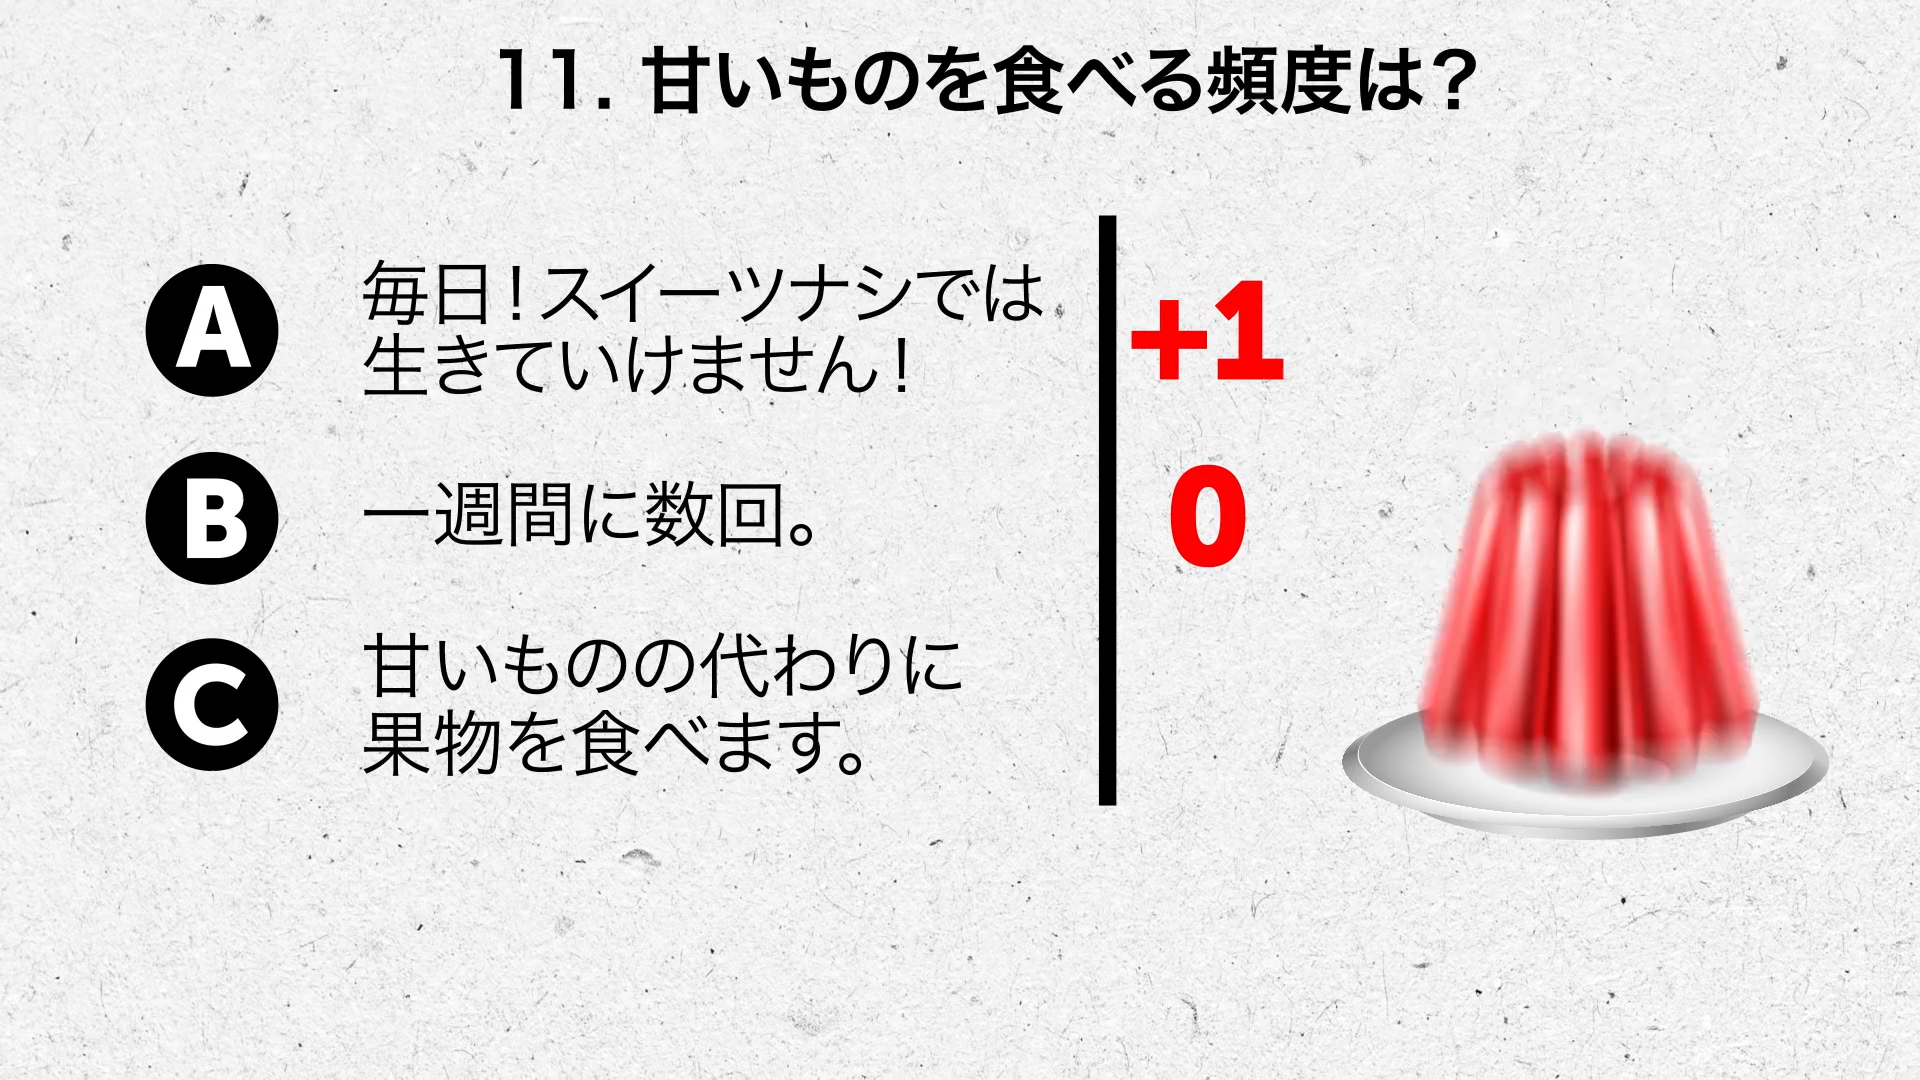 11. 甘いものを食べる頻度は？
A
毎日！スイーツナシでは
生きていけません！
+1
B
一週間に数回。
0
C
甘いものの代わりに
果物を食べます。